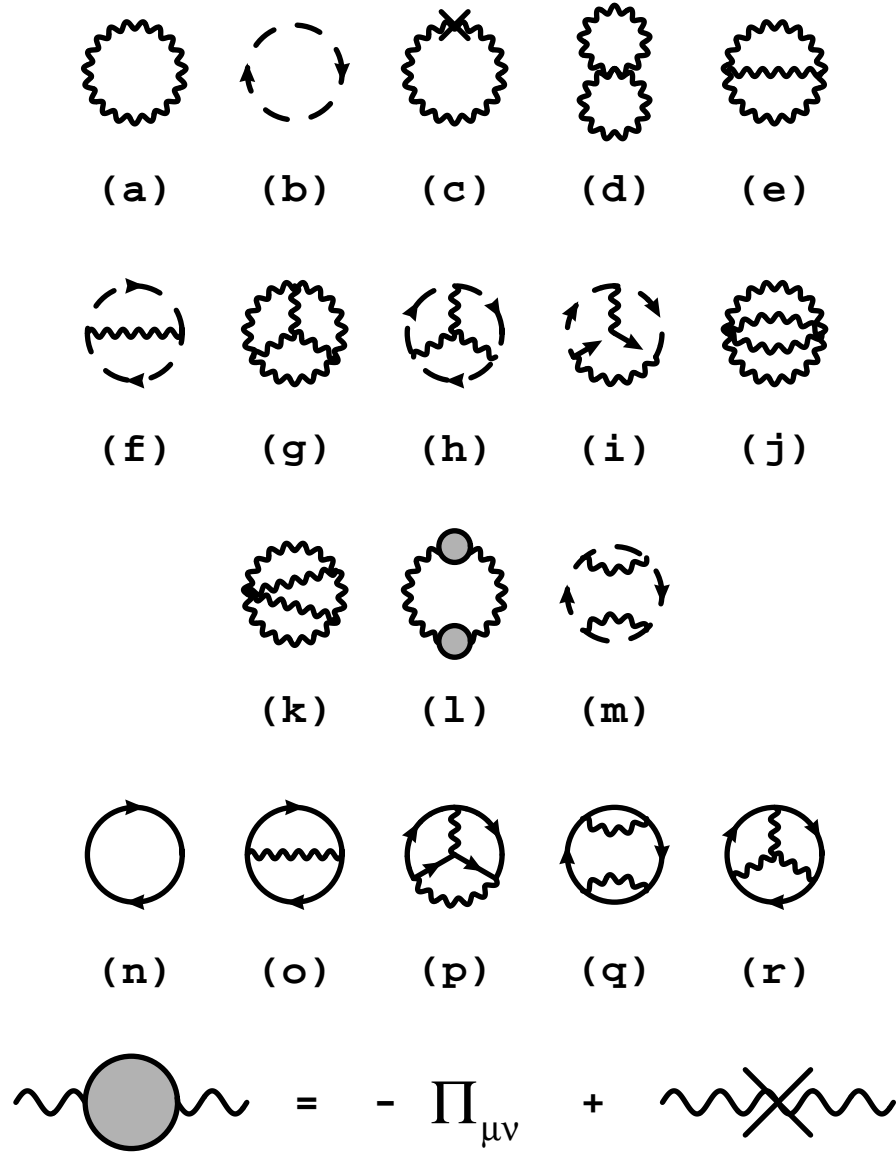 (a) (b) (c) (d) (e)
(f) (g) (h) (i) (j)
(k) (l) (m)
(n) (o) (p) (q) (r)
= - Π_μν +